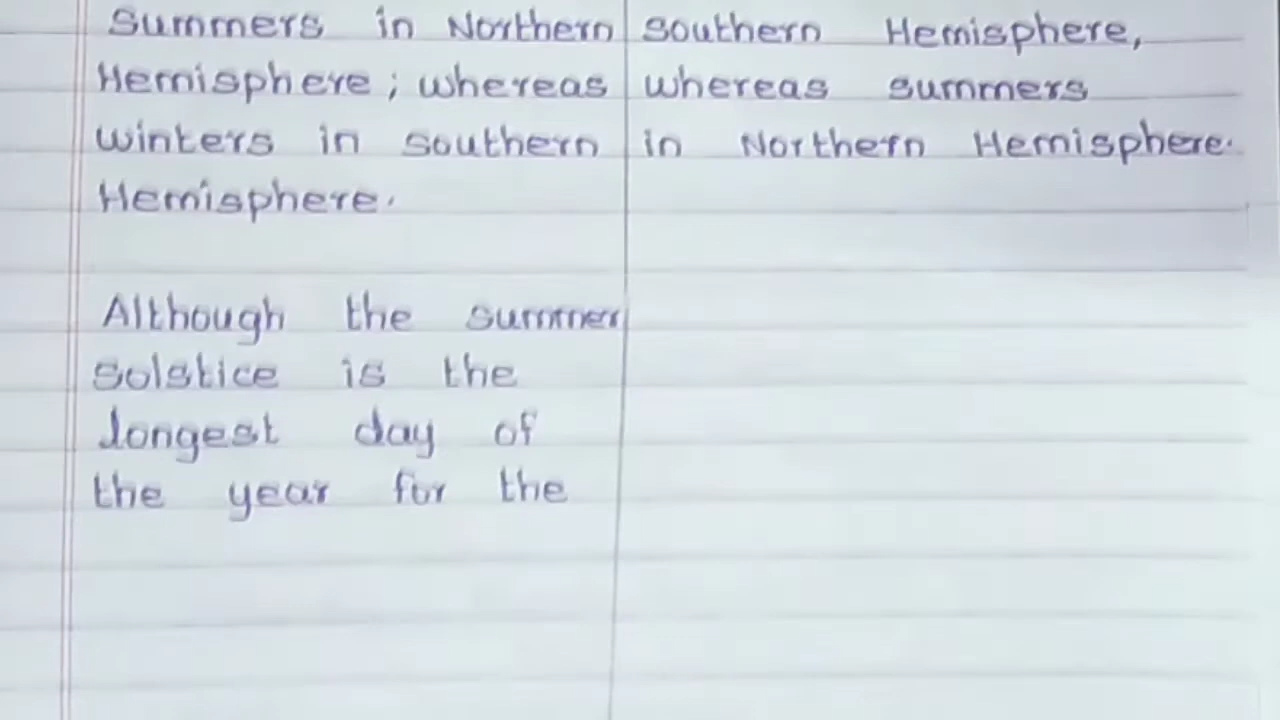 Summers in Northern
Hemisphere; whereas
winters in southern
Hemisphere.
Although the summer
solstice is the
longest day of
the year for the
southern Hemisphere,
whereas summers
in Northern Hemisphere.